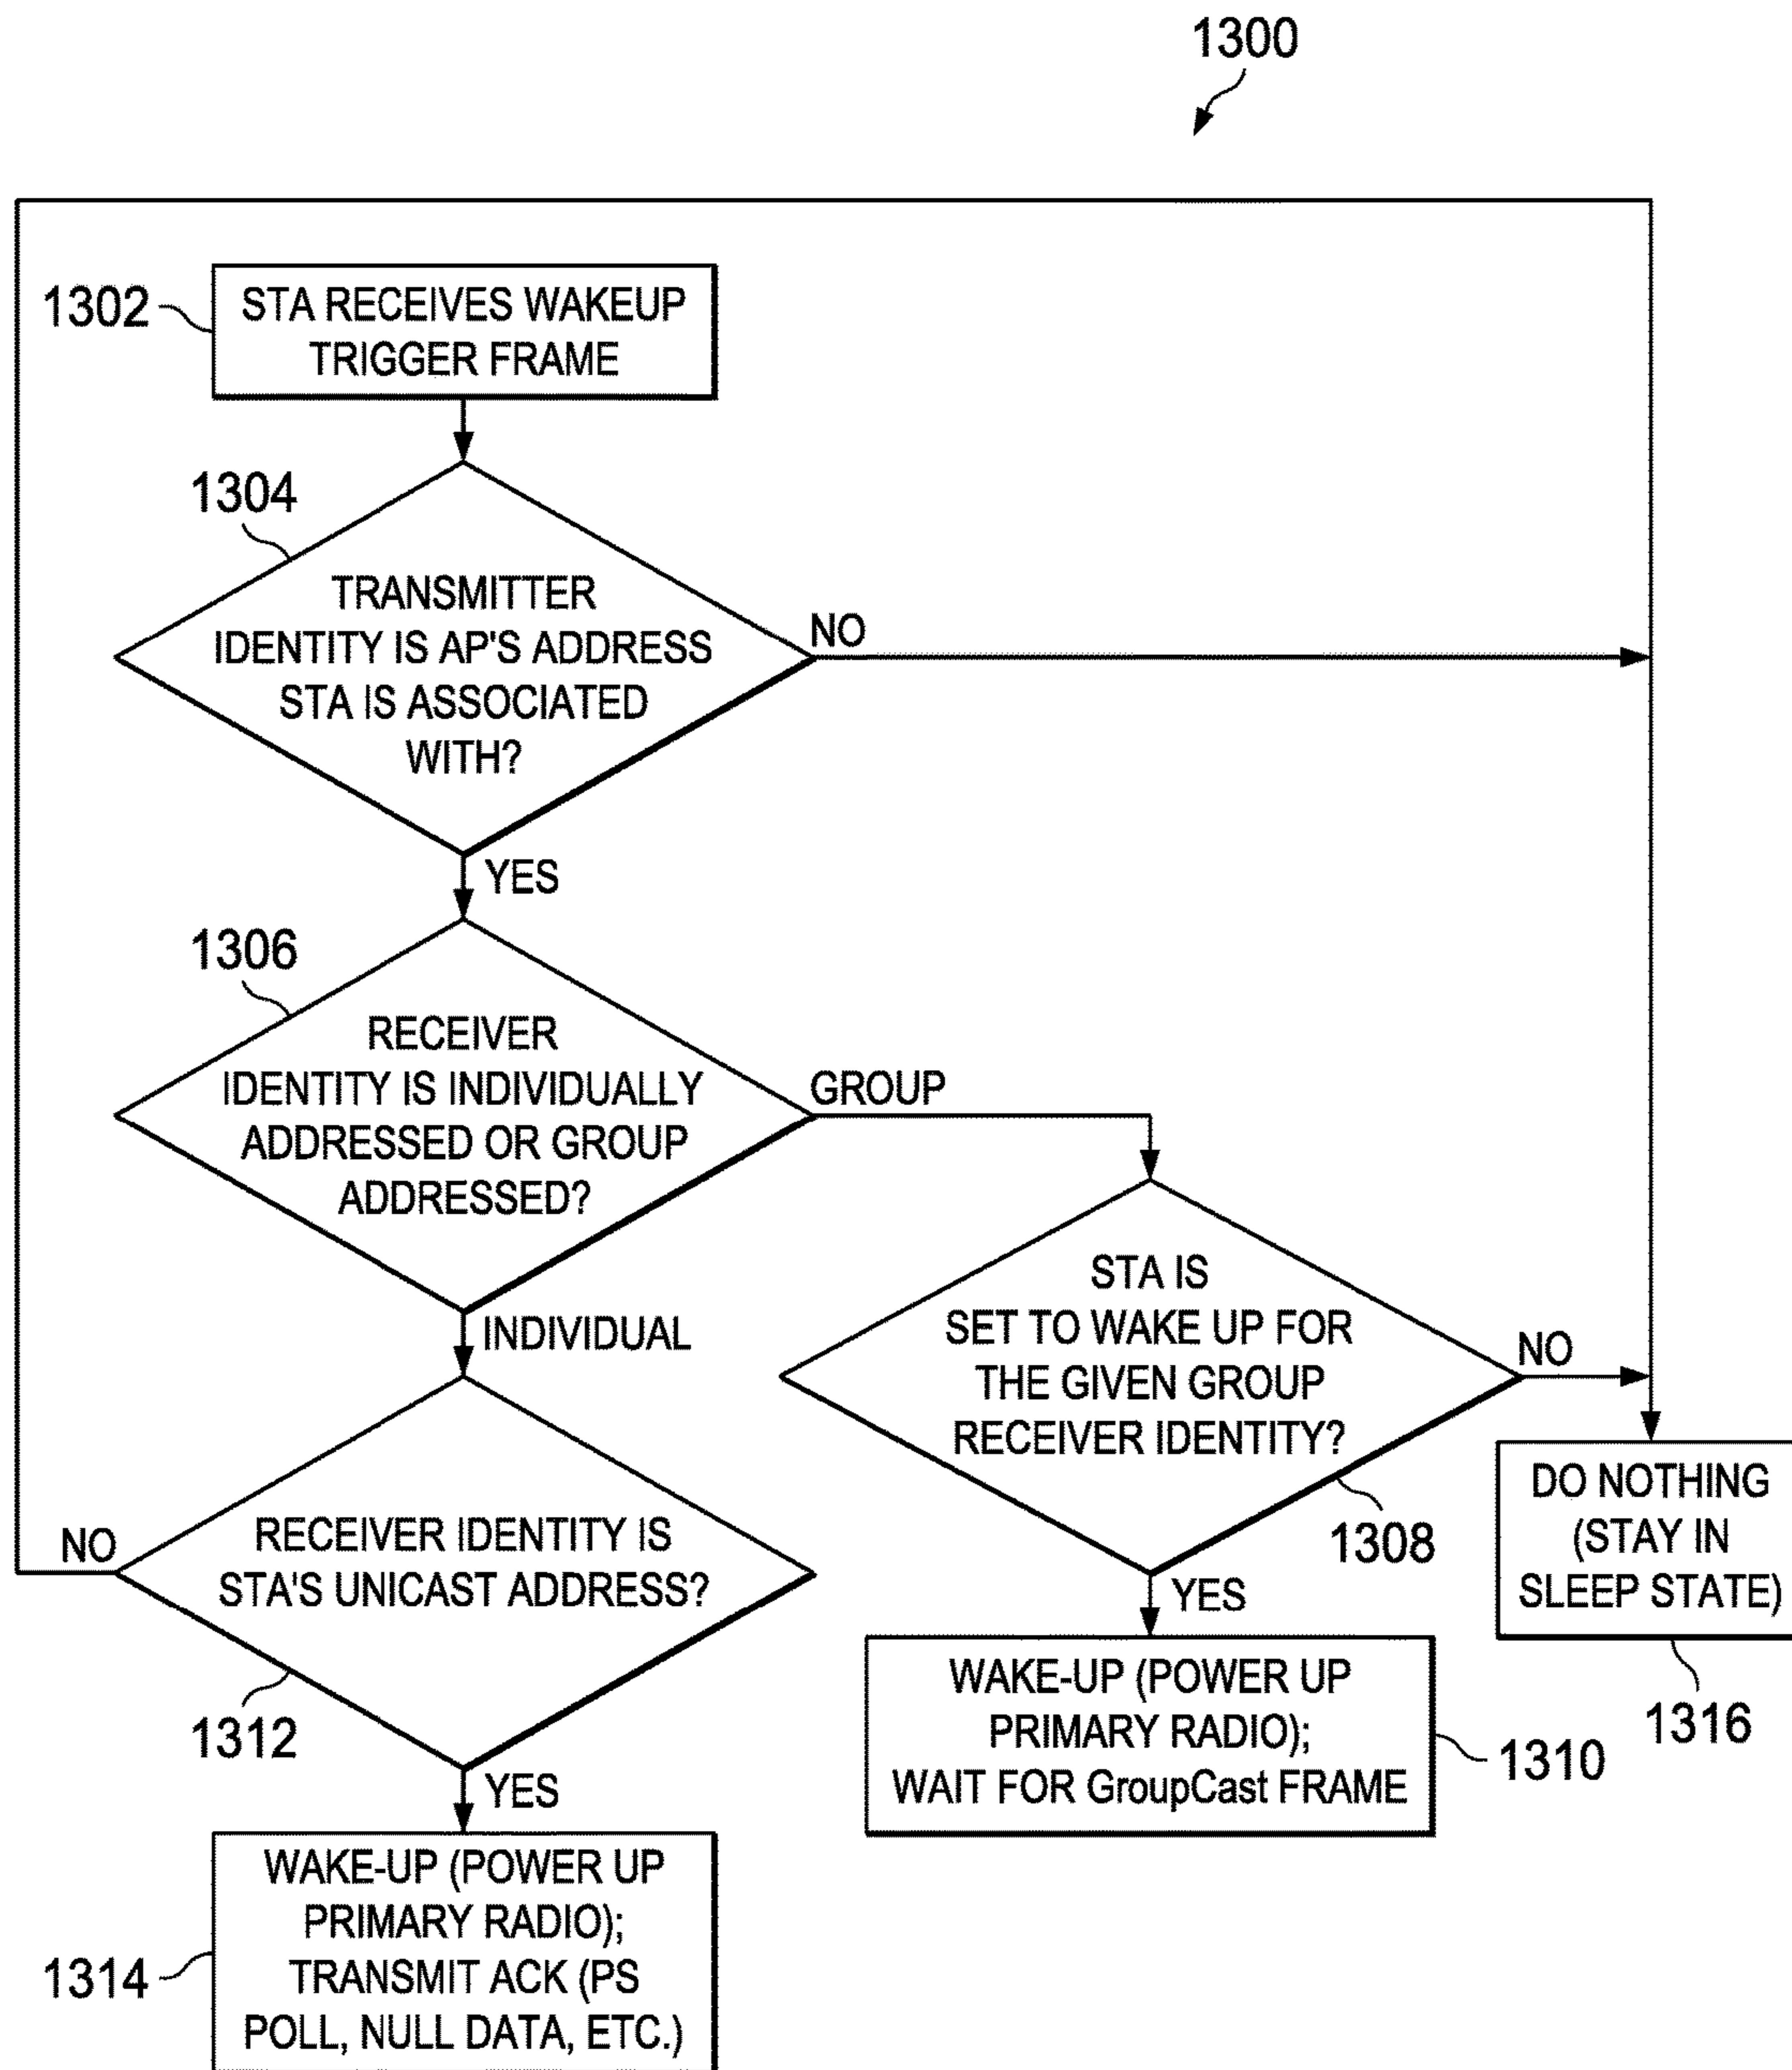 1300
1302
STA RECEIVES WAKEUP
TRIGGER FRAME
1304
TRANSMITTER
IDENTITY IS AP'S ADDRESS
STA IS ASSOCIATED
WITH?
NO
YES
1306
RECEIVER
IDENTITY IS INDIVIDUALLY
ADDRESSED OR GROUP
ADDRESSED?
GROUP
INDIVIDUAL
STA IS
SET TO WAKE UP FOR
THE GIVEN GROUP
RECEIVER IDENTITY?
NO
1308
YES
DO NOTHING
(STAY IN
SLEEP STATE)
1316
NO
RECEIVER IDENTITY IS
STA'S UNICAST ADDRESS?
1312
YES
WAKE-UP (POWER UP
PRIMARY RADIO);
WAIT FOR GroupCast FRAME
1310
WAKE-UP (POWER UP
PRIMARY RADIO);
TRANSMIT ACK (PS
POLL, NULL DATA, ETC.)
1314